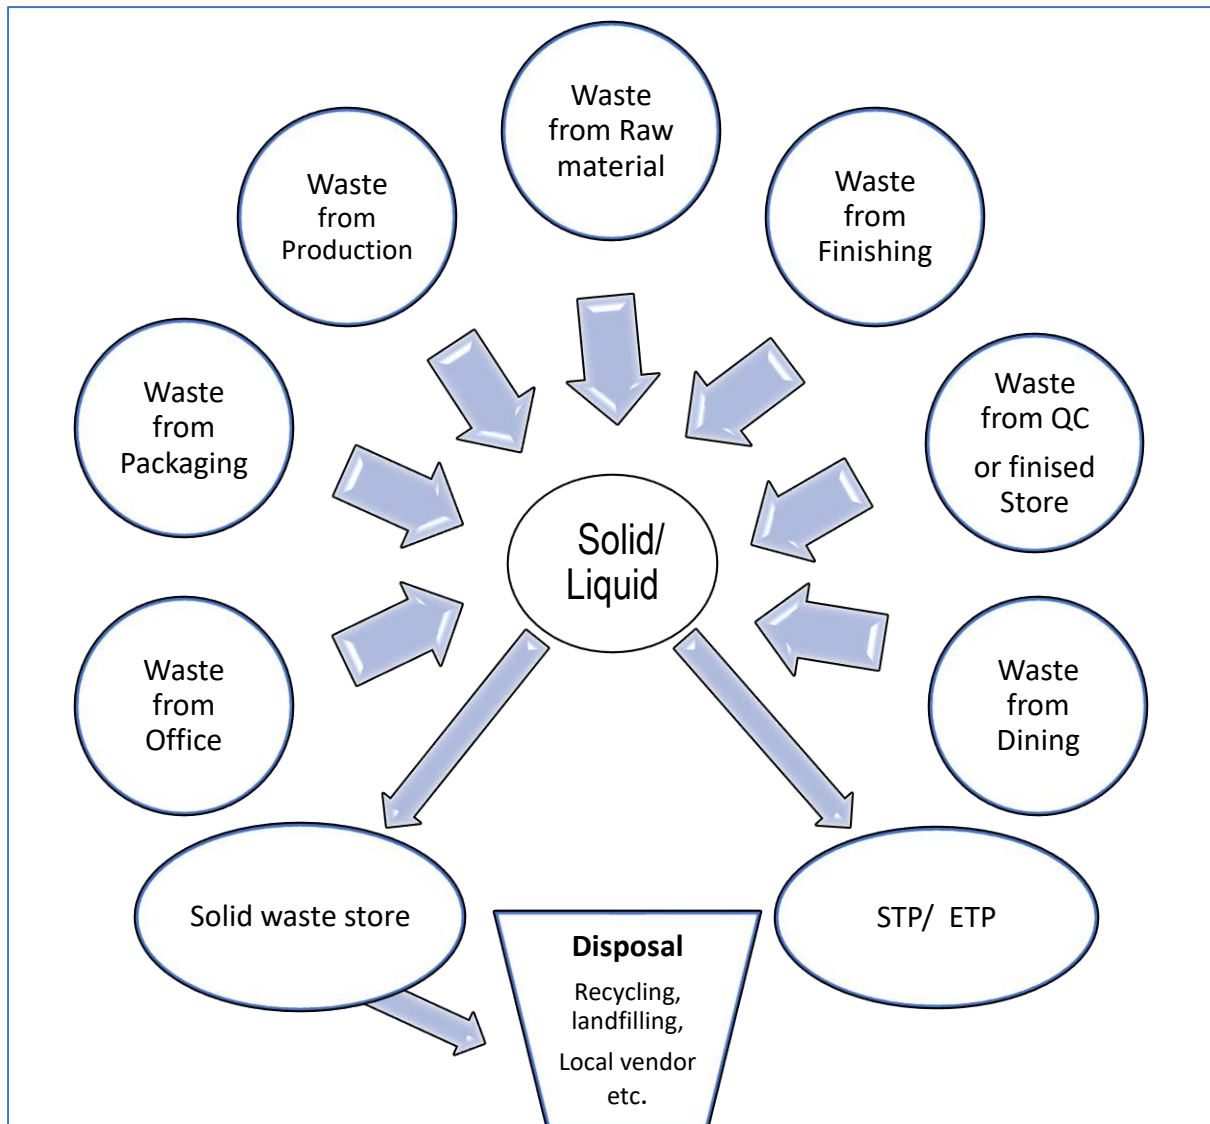 Waste
from Raw
material
Waste
from
Production
Waste
from
Finishing
Waste
from
Packaging
Waste
from QC
or finised
Store
Solid/
Liquid
Waste
from
Office
Waste
from
Dining
Solid waste store
STP/ ETP
Disposal
Recycling,
landfilling,
Local vendor
etc.